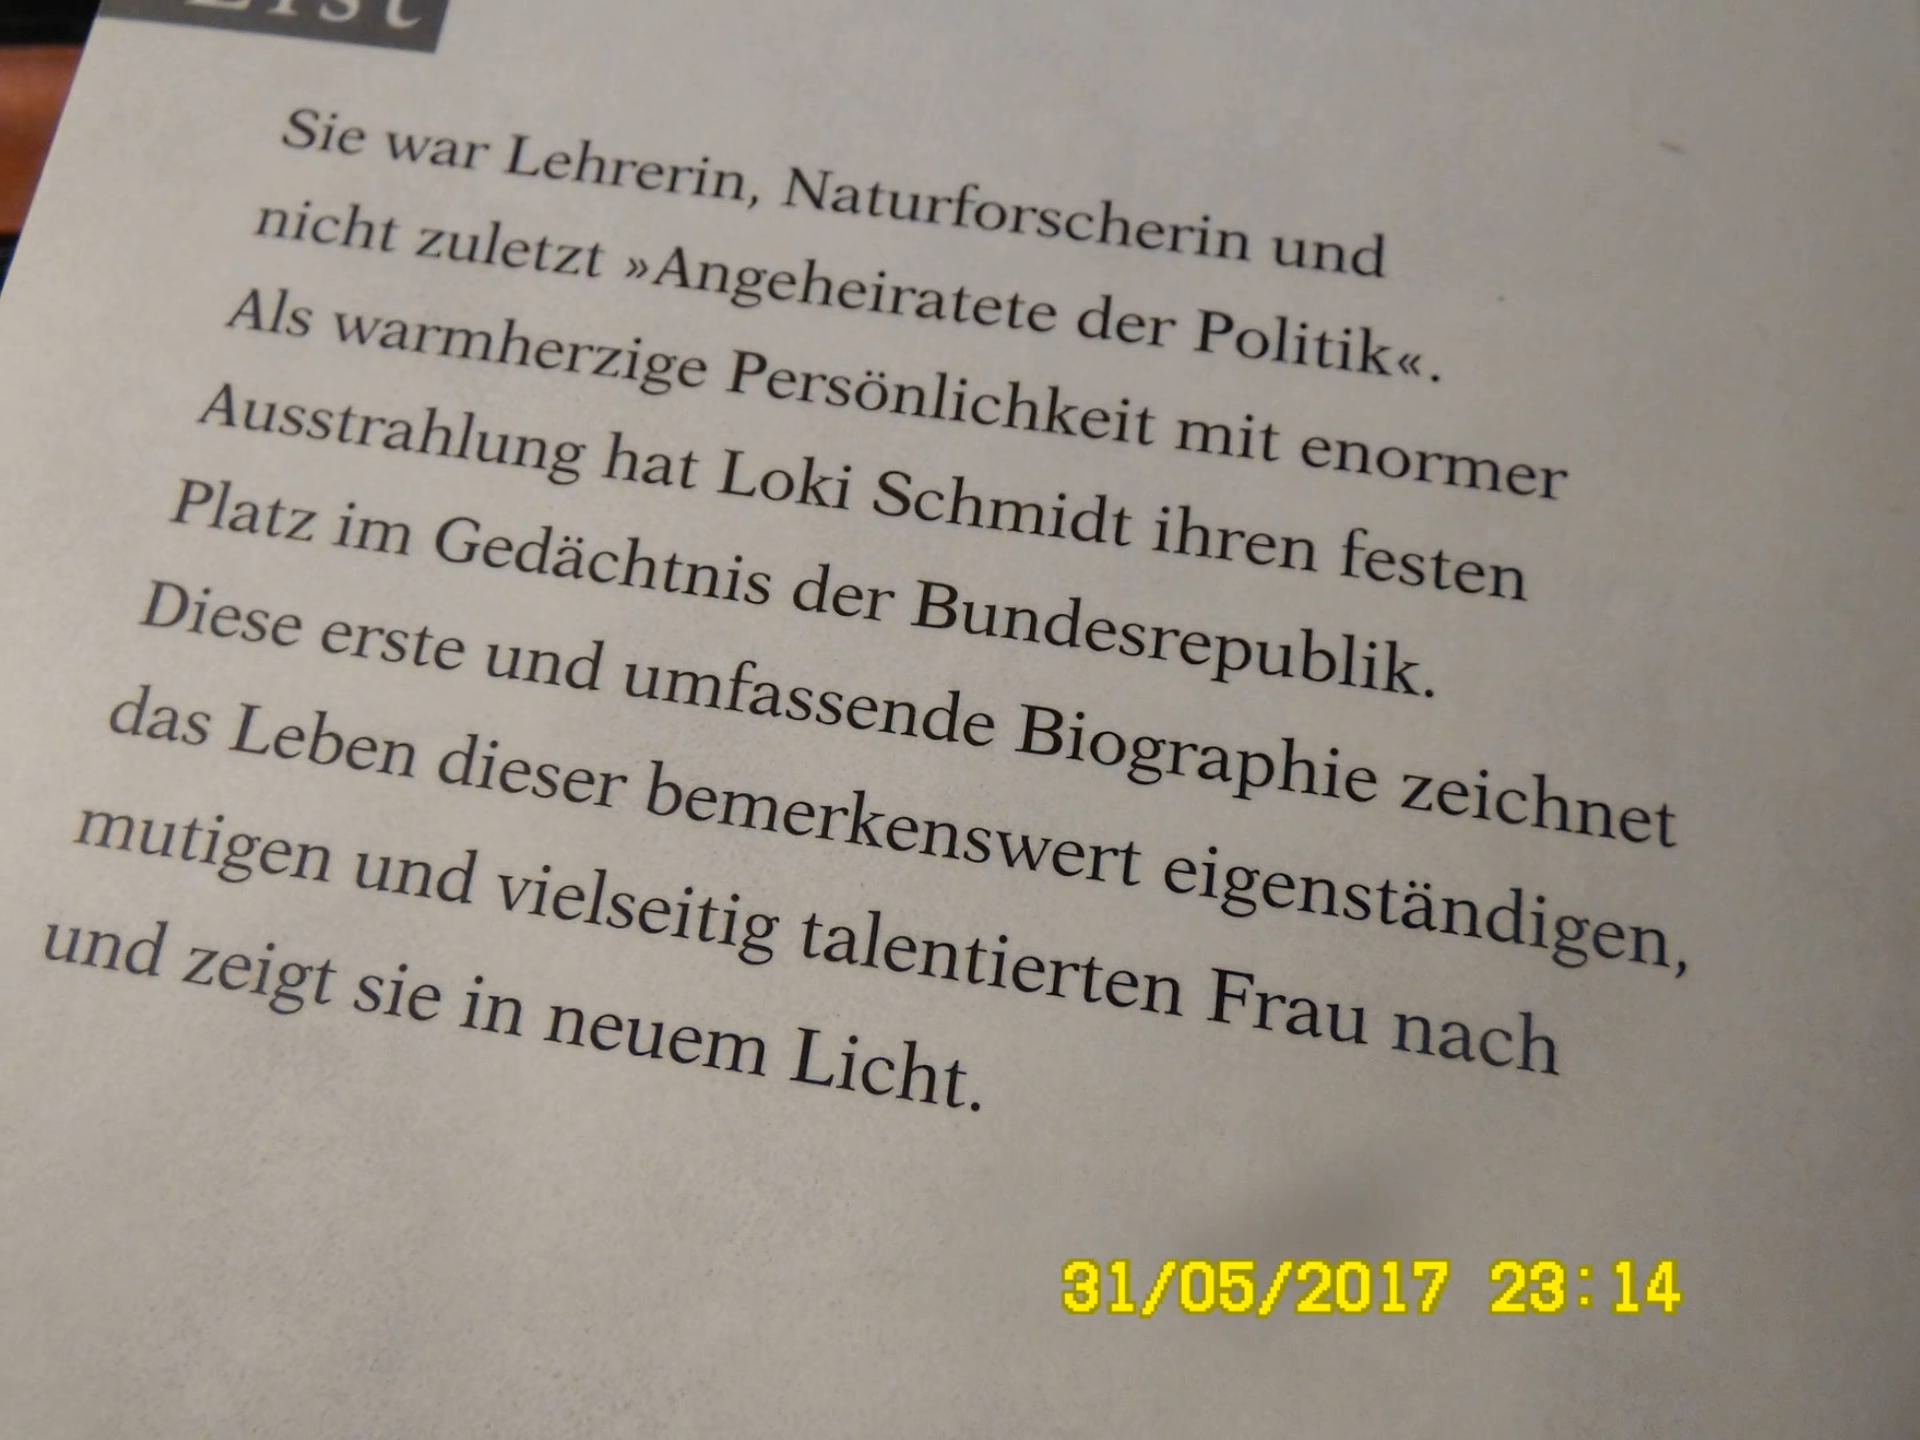 List
Sie war Lehrerin, Naturforscherin und
nicht zuletzt »Angeheiratete der Politik«.
Als warmherzige Persönlichkeit mit enormer
Ausstrahlung hat Loki Schmidt ihren festen
Platz im Gedächtnis der Bundesrepublik.
Diese erste und umfassende Biographie zeichnet
das Leben dieser bemerkenswert eigenständigen,
mutigen und vielseitig talentierten Frau nach
und zeigt sie in neuem Licht.
31/05/2017 23:14